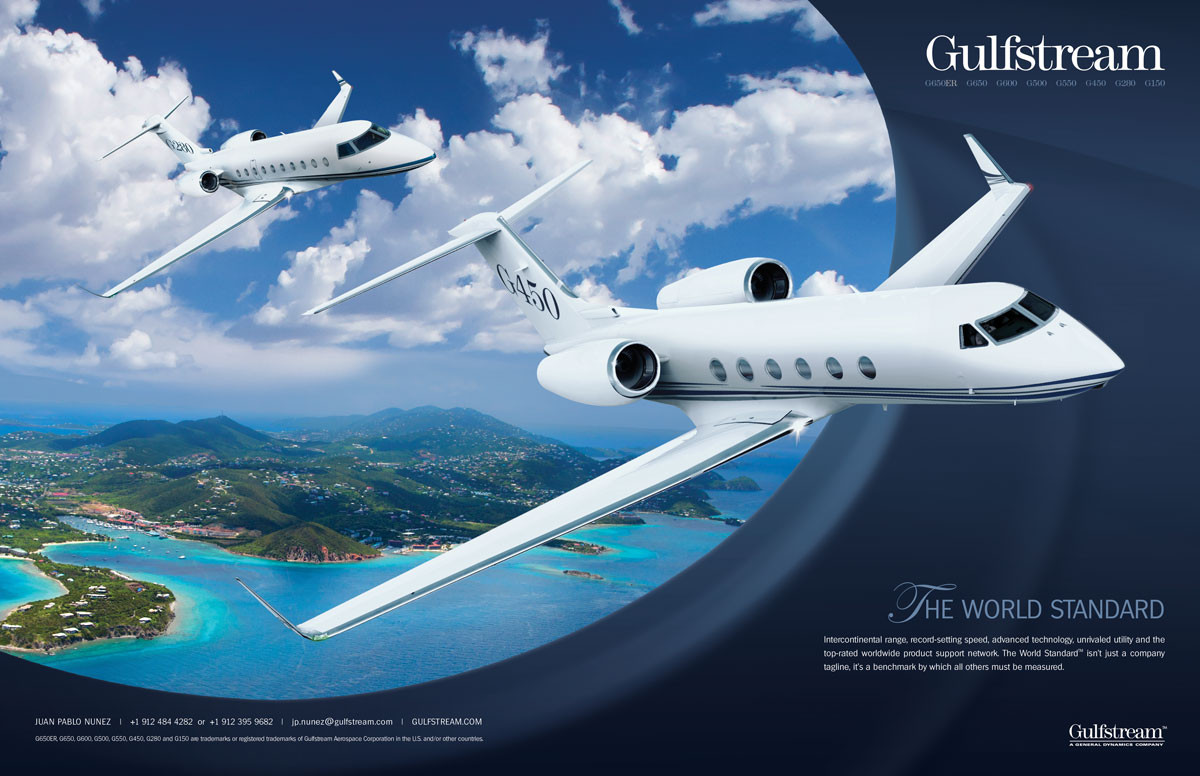 Gulfstream
G650ER G650 G600 G500 G550 G450 G280 G150
G280
G450
THE WORLD STANDARD
Intercontinental range, record-setting speed, advanced technology, unrivaled utility and the
top-rated worldwide product support network. The World Standard™ isn't just a company
tagline, it's a benchmark by which all others must be measured.
JUAN PABLO NUNEZ | +1 912 484 4282 or +1 912 395 9682 | jp.nunez@gulfstream.com | GULFSTREAM.COM
G650ER, G650, G600, G500, G550, G450, G280 and G150 are trademarks or registered trademarks of Gulfstream Aerospace Corporation in the U.S. and/or other countries.
Gulfstream™
A GENERAL DYNAMICS COMPANY